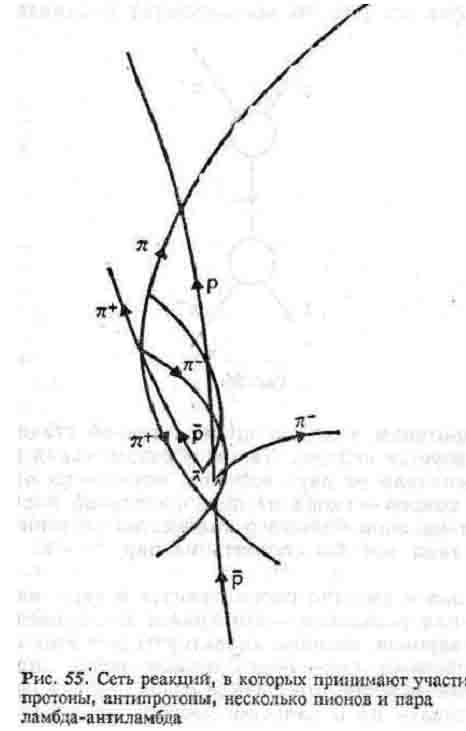 π
p
π+
π-
p̄
π+
π-
p̄
Рис. 55. Сеть реакций, в которых принимают участи
протоны, антипротоны, несколько пионов и пара
ламбда-антиламбда